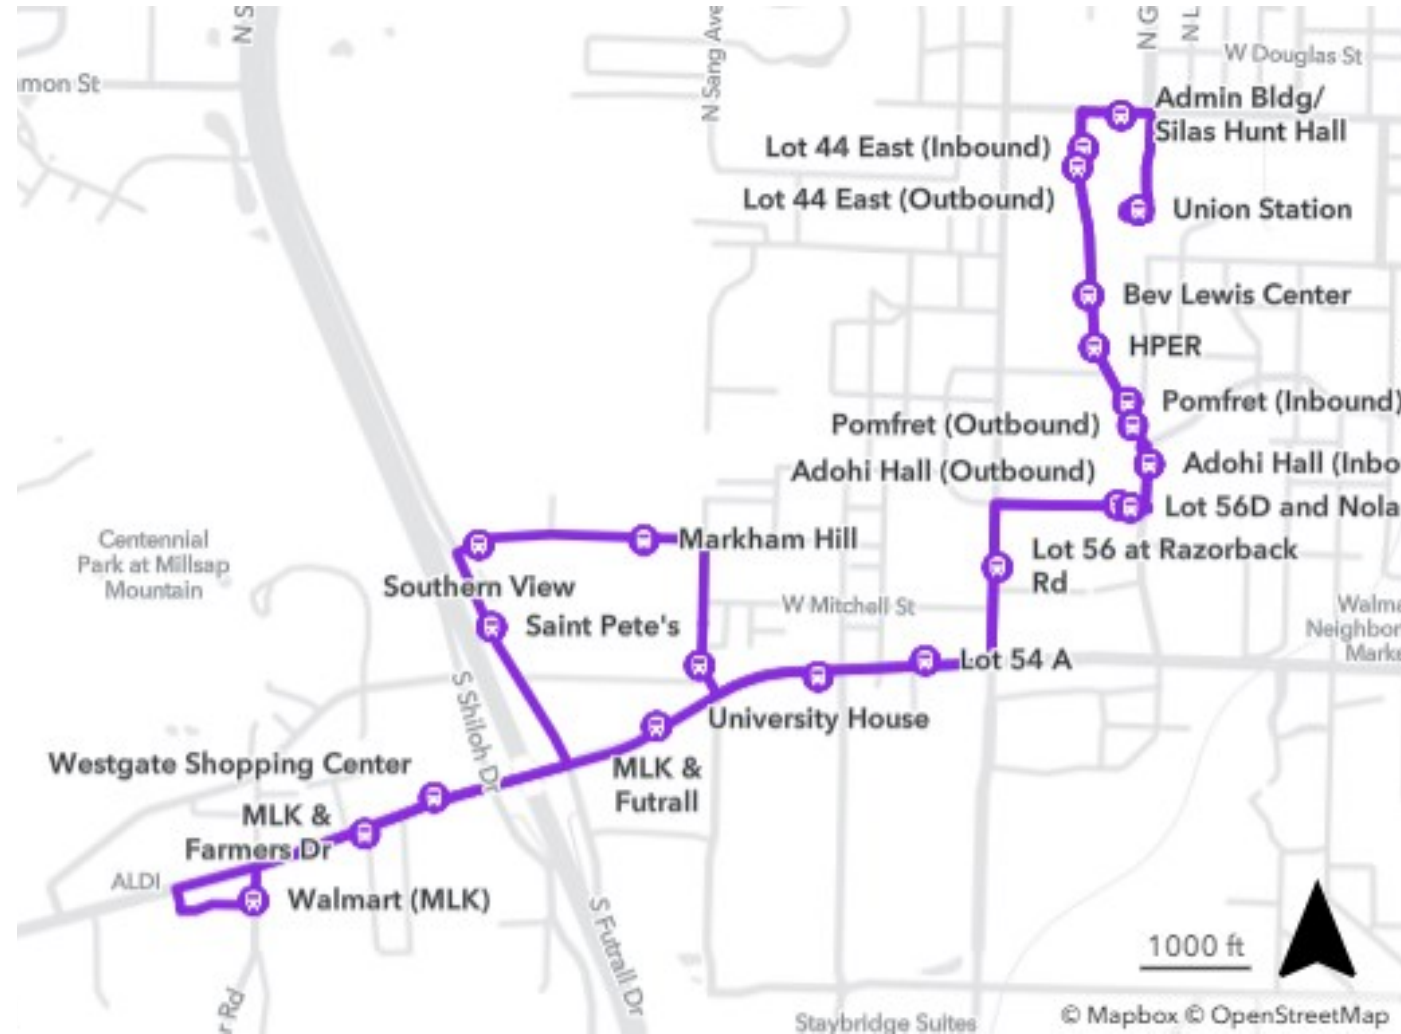 N S
N Sang Ave
N G
N L
W Douglas St
mon St
Admin Bldg/
Silas Hunt Hall
Lot 44 East (Inbound)
Lot 44 East (Outbound)
Union Station
Bev Lewis Center
HPER
Pomfret (Inbound)
Pomfret (Outbound)
Adohi Hall (Inbo
Adohi Hall (Outbound)
Lot 56D and Nola
Centennial
Park at Millsap
Mountain
Markham Hill
Lot 56 at Razorback
Rd
Southern View
W Mitchell St
Walma
Neighbor
Marke
Saint Pete's
Lot 54 A
S Shiloh Dr
University House
Westgate Shopping Center
MLK &
Futrall
MLK &
Farmers Dr
ALDI
Walmart (MLK)
S Futrall Dr
1000 ft
r Rd
Staybridge Suites
© Mapbox © OpenStreetMap